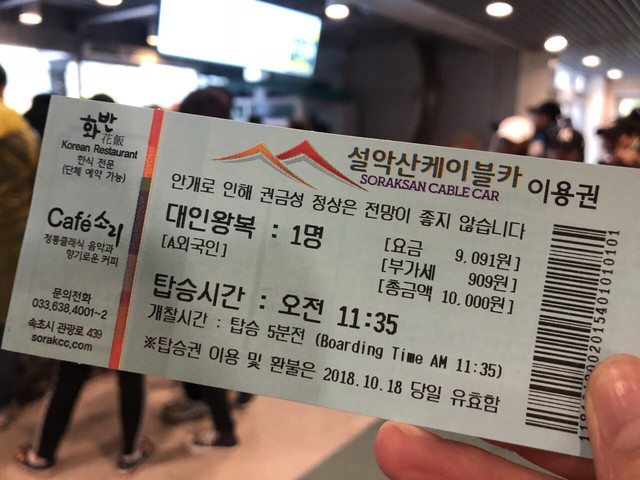 화반
花飯
Korean Restaurant
한식 전문
(단체 예약 가능)
Café소리
정통클래식 음악과
향기로운 커피
문의전화
033.638.4001~2
속초시 관광로 439
sorakcc.com
설악산케이블카 이용권
SORAKSAN CABLE CAR
안개로 인해 권금성 정상은 전망이 좋지 않습니다
대인왕복 : 1명
[A외국인]
[요금 9.091원]
[부가세 909원]
[총금액 10.000원]
탑승시간 : 오전 11:35
개찰시간 : 탑승 5분전 (Boarding Time AM 11:35)
※탑승권 이용 및 환불은 2018.10.18 당일 유효함